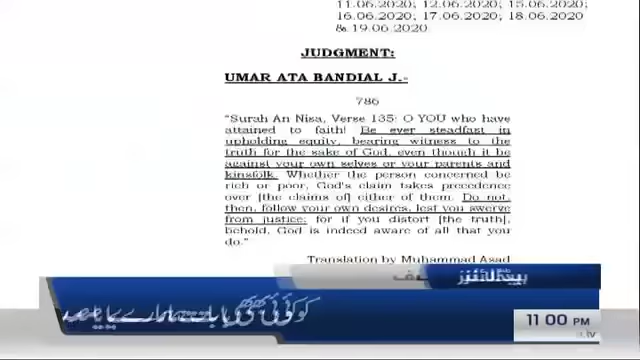 11.06.2020; 12.06.2020; 15.06.2020;
16.06.2020; 17.06.2020; 18.06.2020
& 19.06.2020
JUDGMENT:
UMAR ATA BANDIAL J.-
786
“Surah An Nisa, Verse 135: O YOU who have
attained to faith! Be ever steadfast in
upholding equity, bearing witness to the
truth for the sake of God, even though it be
against your own selves or your parents and
kinsfolk. Whether the person concerned be
rich or poor, God's claim takes precedence
over [the claims of] either of them. Do not,
then, follow your own desires, lest you swerve
from justice: for if you distort [the truth],
behold, God is indeed aware of all that you
do.”
Translation by Muhammad Asad
ہیڈلائنز
کوئی بھی
11:00 PM